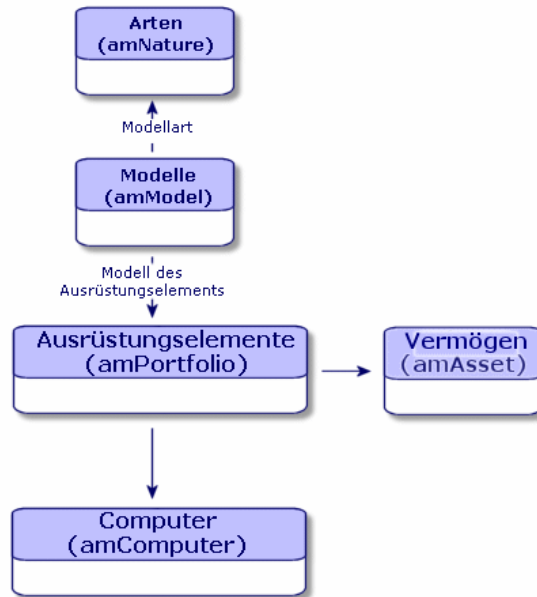 Arten
(amNature)
Modellart
Modelle
(amModel)
Modell des
Ausrüstungselements
Ausrüstungselemente
(amPortfolio)
Vermögen
(amAsset)
Computer
(amComputer)